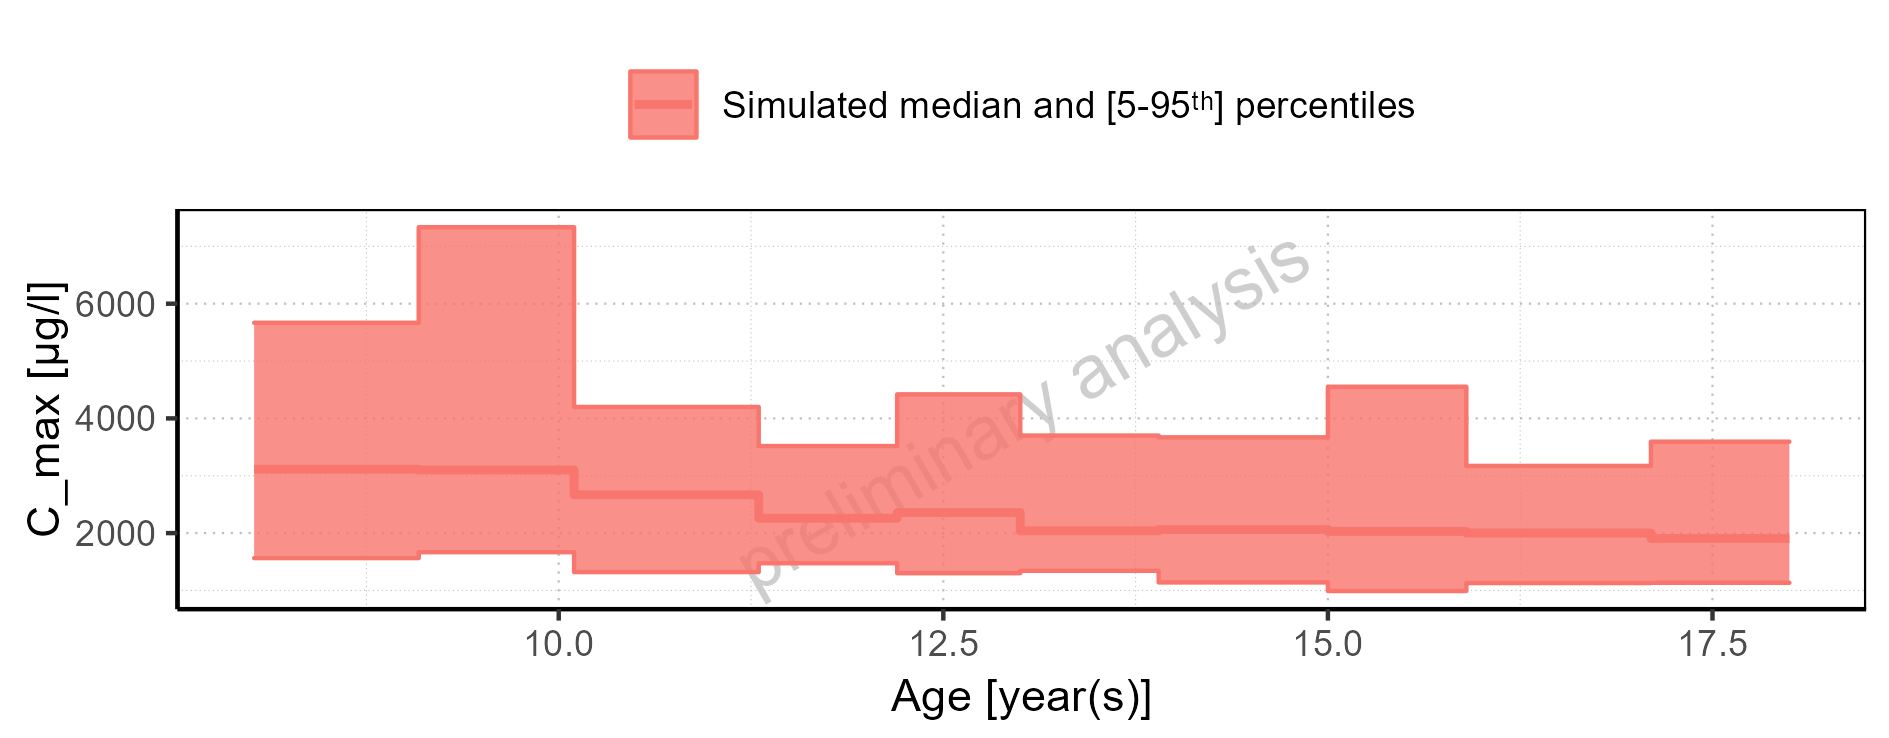 Simulated median and [5-95ᵗʰ] percentiles
C_max [µg/l]
6000
4000
2000
preliminary analysis
10.0
12.5
15.0
17.5
Age [year(s)]